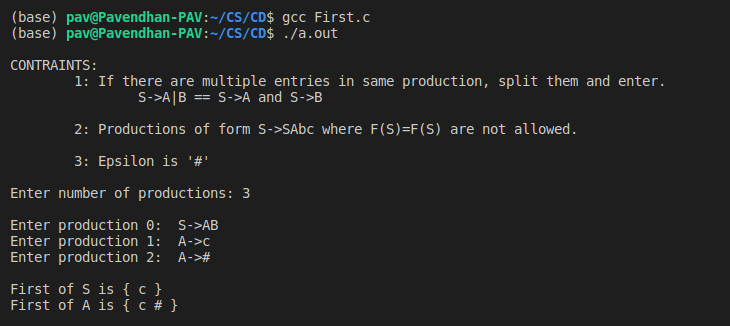 (base) pav@Pavendhan-PAV:~/CS/CD$ gcc First.c
(base) pav@Pavendhan-PAV:~/CS/CD$ ./a.out
CONTRAINTS:
1: If there are multiple entries in same production, split them and enter.
S->A|B == S->A and S->B
2: Productions of form S->SAbc where F(S)=F(S) are not allowed.
3: Epsilon is '#'
Enter number of productions: 3
Enter production 0:  S->AB
Enter production 1:  A->c
Enter production 2:  A->#
First of S is { c }
First of A is { c # }